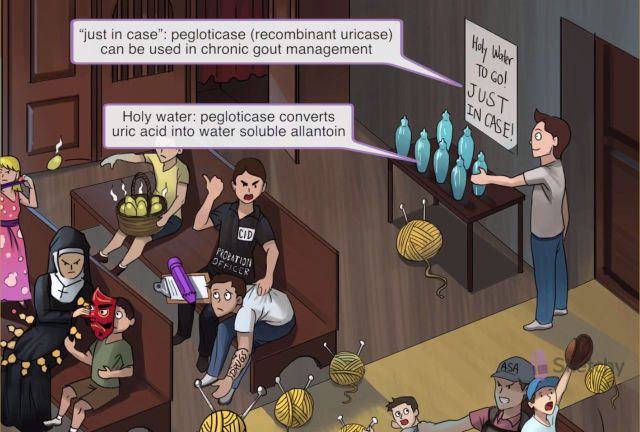 “just in case”: pegloticase (recombinant uricase)
can be used in chronic gout management
Holy Water
TO GO!
JUST
IN CASE!
Holy water: pegloticase converts
uric acid into water soluble allantoin
CID
PROBATION
OFFICER
ASA
Sketchy